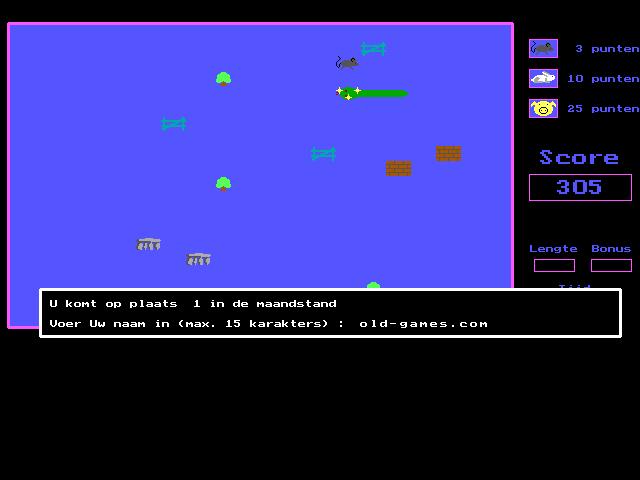 3 punten
10 punten
25 punten
Score
305
Lengte Bonus
Tijd
U komt op plaats 1 in de maandstand
Voer Uw naam in (max. 15 karakters) : old-games.com